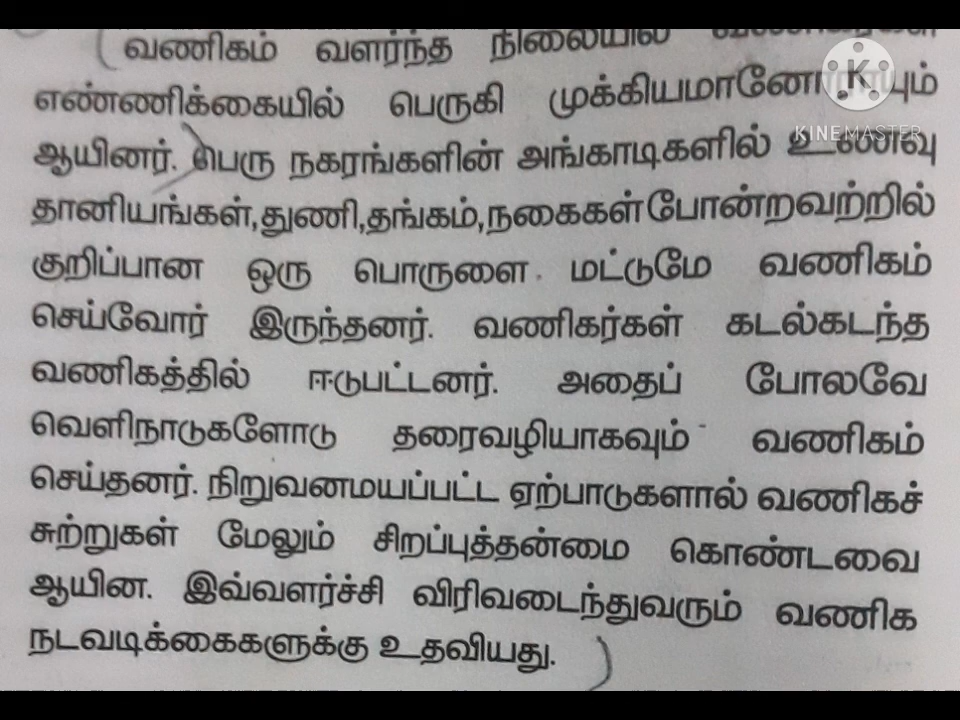 வணிகம் வளர்ந்த நிலையில்
எண்ணிக்கையில் பெருகி முக்கியமானோராயும்
ஆயினர். பெரு நகரங்களின் அங்காடிகளில் உணவு
தானியங்கள்,துணி,தங்கம்,நகைகள் போன்றவற்றில்
குறிப்பான ஒரு பொருளை மட்டுமே வணிகம்
செய்வோர் இருந்தனர். வணிகர்கள் கடல்கடந்த
வணிகத்தில் ஈடுபட்டனர். அதைப் போலவே
வெளிநாடுகளோடு தரைவழியாகவும் வணிகம்
செய்தனர். நிறுவனமயப்பட்ட ஏற்பாடுகளால் வணிகச்
சுற்றுகள் மேலும் சிறப்புத்தன்மை கொண்டவை
ஆயின. இவ்வளர்ச்சி விரிவடைந்துவரும் வணிக
நடவடிக்கைகளுக்கு உதவியது.
K
KINEMASTER